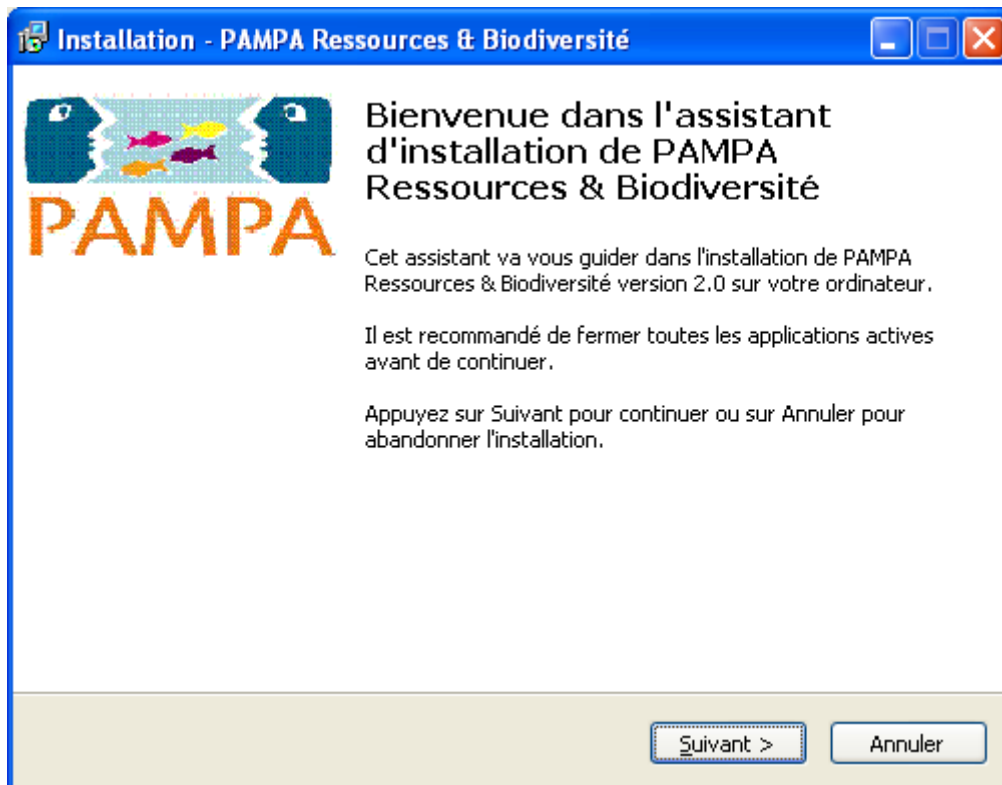 Installation - PAMPA Ressources & Biodiversité
PAMPA
Bienvenue dans l'assistant
d'installation de PAMPA
Ressources & Biodiversité
Cet assistant va vous guider dans l'installation de PAMPA
Ressources & Biodiversité version 2.0 sur votre ordinateur.
Il est recommandé de fermer toutes les applications actives
avant de continuer.
Appuyez sur Suivant pour continuer ou sur Annuler pour
abandonner l'installation.
Suivant >
Annuler